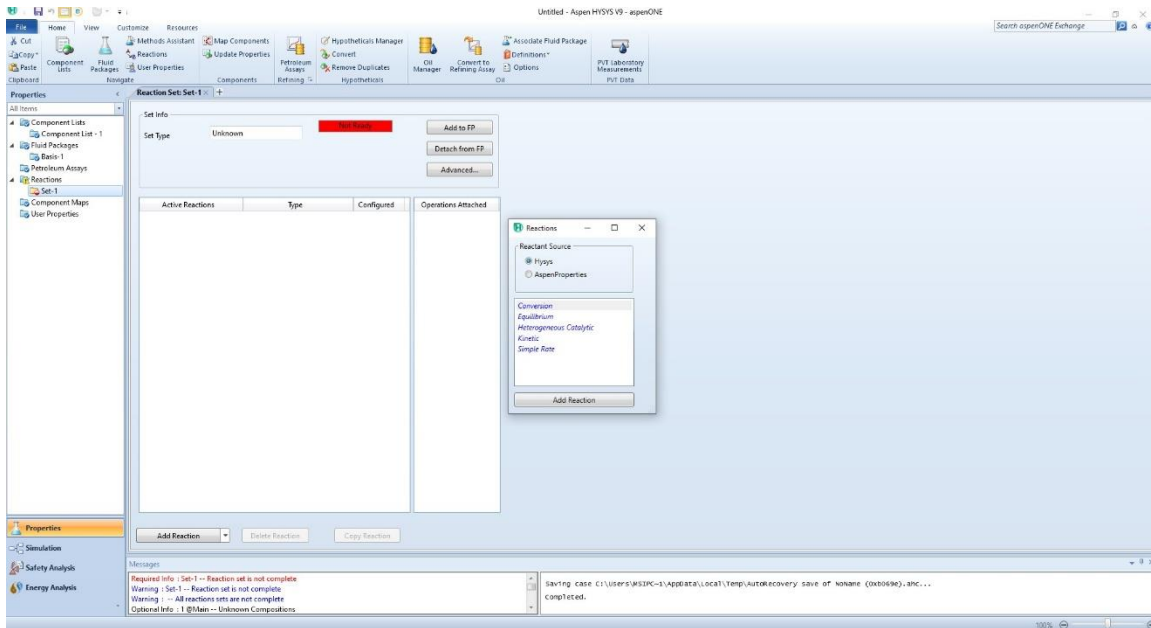 Untitled - Aspen HYSYS V9 - aspenONE
File Home View Customize Resources
Search aspenONE Exchange
Cut
Copy
Paste
Clipboard
Component Lists
Fluid Packages
Navigate
Methods Assistant
Reactions
User Properties
Map Components
Update Properties
Components
Petroleum Assays
Refining
Hypotheticals Manager
Convert
Remove Duplicates
Hypotheticals
Oil Manager
Convert to Refining Assay
Associate Fluid Package
Definitions
Options
Oil
PVT Laboratory Measurements
PVT Data
Properties
All Items
Component Lists
Component List - 1
Fluid Packages
Basis-1
Petroleum Assays
Reactions
Set-1
Component Maps
User Properties
Properties
Simulation
Safety Analysis
Energy Analysis
Reaction Set: Set-1
Set Info
Set Type Unknown
Not Ready
Add to FP
Detach from FP
Advanced...
Active Reactions Type Configured Operations Attached
Reactions
Reactant Source
Hysys
AspenProperties
Conversion
Equilibrium
Heterogeneous Catalytic
Kinetic
Simple Rate
Add Reaction
Add Reaction Delete Reaction Copy Reaction
Messages
Required Info : Set-1 -- Reaction set is not complete
Warning : Set-1 -- Reaction set is not complete
Warning : -- All reactions sets are not complete
Optional Info : 1 @Main -- Unknown Compositions
Saving case C:\Users\MSIPC~1\AppData\Local\Temp\AutoRecovery save of NoName (0xb069e).ahc...
Completed.
100%